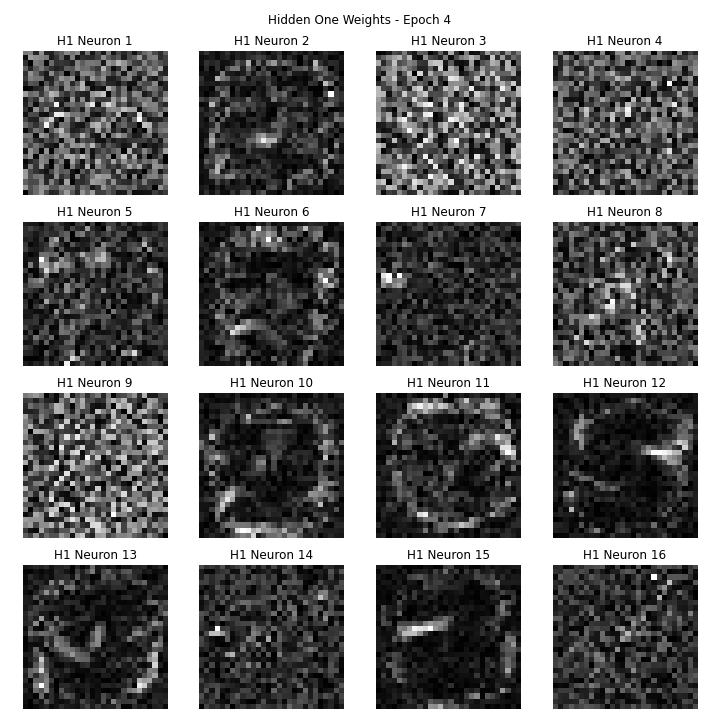 Hidden One Weights - Epoch 4
H1 Neuron 1 H1 Neuron 2 H1 Neuron 3 H1 Neuron 4
H1 Neuron 5 H1 Neuron 6 H1 Neuron 7 H1 Neuron 8
H1 Neuron 9 H1 Neuron 10 H1 Neuron 11 H1 Neuron 12
H1 Neuron 13 H1 Neuron 14 H1 Neuron 15 H1 Neuron 16